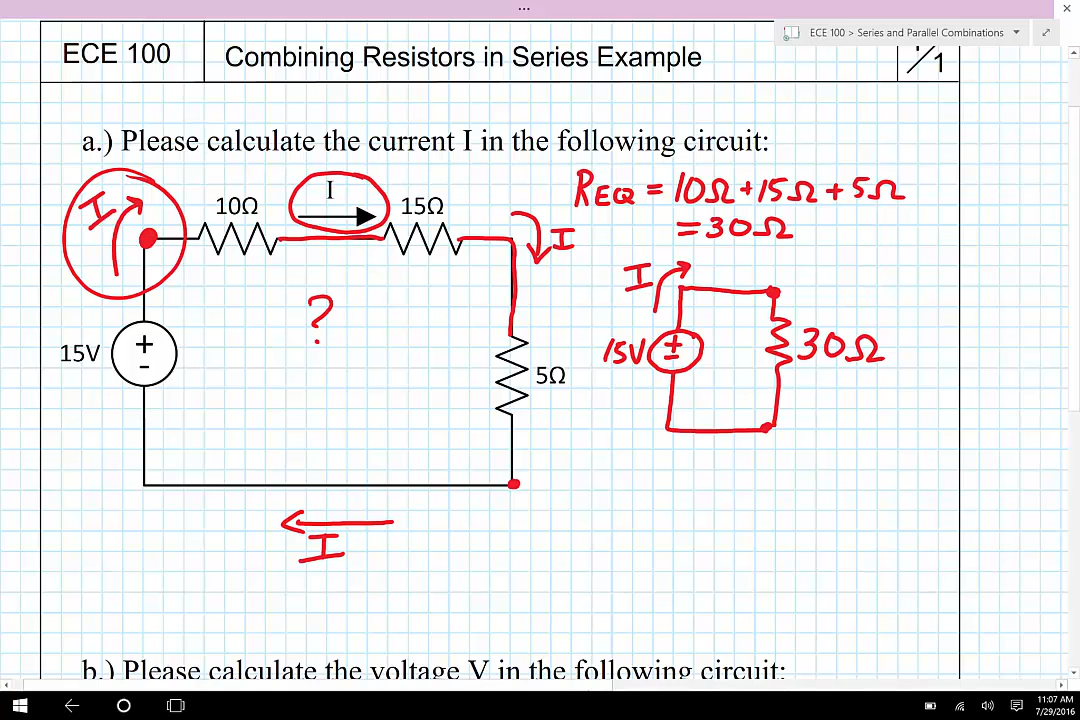 ...
ECE 100 > Series and Parallel Combinations
ECE 100
Combining Resistors in Series Example
1/1
a.) Please calculate the current I in the following circuit:
I
10Ω
I
15Ω
I
?
15V
+
-
5Ω
I
REQ = 10Ω+15Ω+5Ω
= 30Ω
I
15V
+
-
30Ω
b.) Please calculate the voltage V in the following circuit:
11:07 AM
7/29/2016